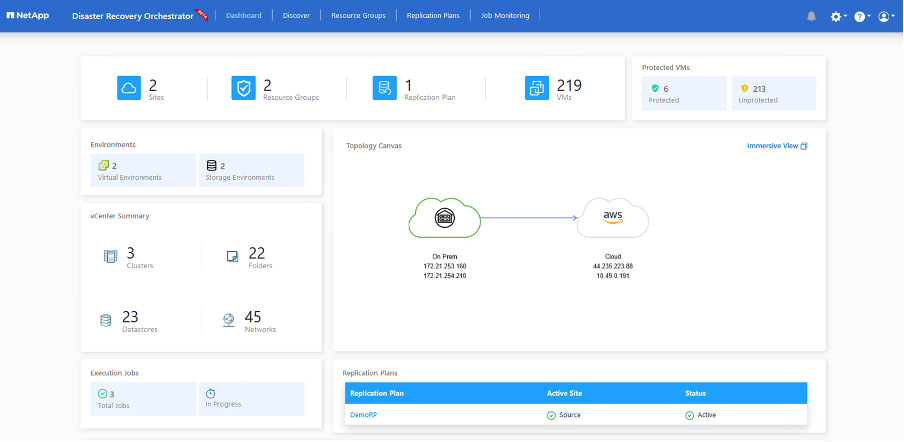 NetApp Disaster Recovery Orchestrator BETA Dashboard Discover Resource Groups Replication Plans Job Monitoring
2 Sites
2 Resource Groups
1 Replication Plan
219 VMs
Protected VMs
6 Protected
213 Unprotected
Environments
2 Virtual Environments
2 Storage Environments
Topology Canvas
Immersive View
aws
On Prem
172.21.253.160
172.21.254.210
Cloud
44.235.223.88
10.49.0.191
vCenter Summary
3 Clusters
22 Folders
23 Datastores
45 Networks
Execution Jobs
3 Total Jobs
In Progress
Replication Plans
Replication Plan Active Site Status
DemoRP Source Active